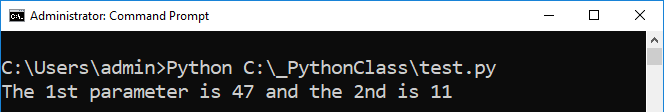 Administrator: Command Prompt
C:\Users\admin>Python C:\_PythonClass\test.py
The 1st parameter is 47 and the 2nd is 11